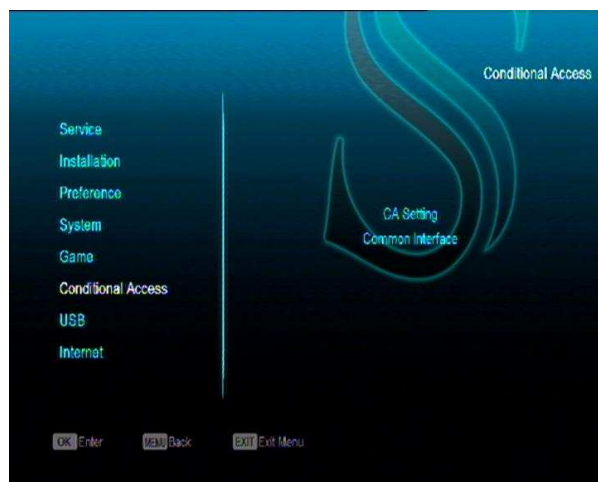 Conditional Access
Service
Installation
Preference
System
Game
Conditional Access
USB
Internet
CA Setting
Common Interface
OK Enter
MENU Back
EXIT Exit Menu